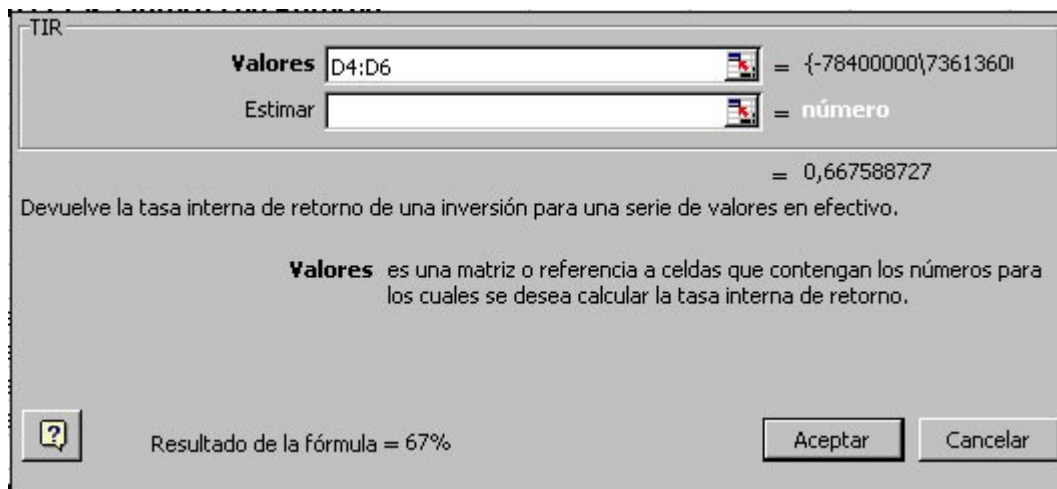 TIR
Valores D4:D6 = {-78400000\7361360
Estimar = número
= 0,667588727
Devuelve la tasa interna de retorno de una inversión para una serie de valores en efectivo.
Valores es una matriz o referencia a celdas que contengan los números para
los cuales se desea calcular la tasa interna de retorno.
Resultado de la fórmula = 67% Aceptar Cancelar